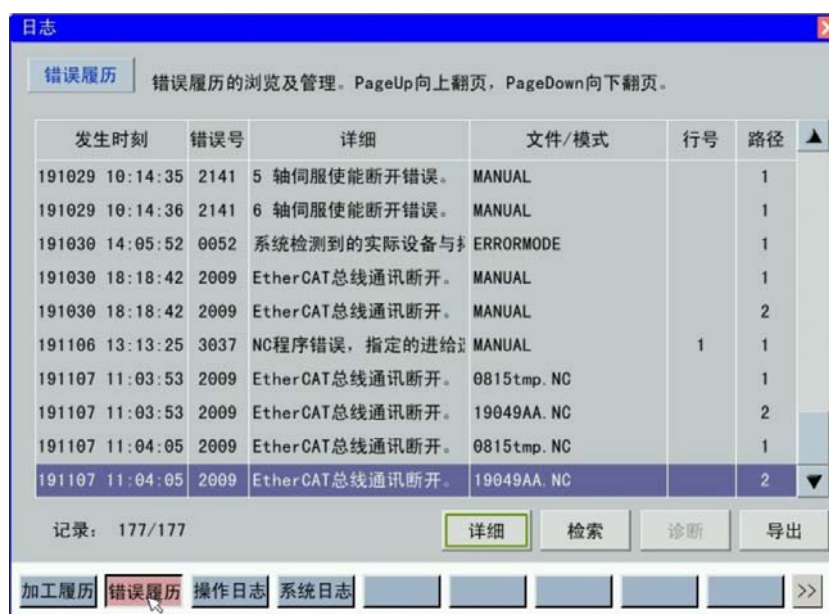 日志
错误履历 错误履历的浏览及管理。PageUp向上翻页，PageDown向下翻页。
发生时刻 错误号 详细 文件/模式 行号 路径
191029 10:14:35 2141 5 轴伺服使能断开错误。 MANUAL 1
191029 10:14:36 2141 6 轴伺服使能断开错误。 MANUAL 1
191030 14:05:52 0052 系统检测到的实际设备与 ERRORMODE 1
191030 18:18:42 2009 EtherCAT总线通讯断开。 MANUAL 1
191030 18:18:42 2009 EtherCAT总线通讯断开。 MANUAL 2
191106 13:13:25 3037 NC程序错误，指定的进给 MANUAL 1 1
191107 11:03:53 2009 EtherCAT总线通讯断开。 0815tmp.NC 1
191107 11:03:53 2009 EtherCAT总线通讯断开。 19049AA.NC 2
191107 11:04:05 2009 EtherCAT总线通讯断开。 0815tmp.NC 1
191107 11:04:05 2009 EtherCAT总线通讯断开。 19049AA.NC 2
记录： 177/177 详细 检索 诊断 导出
加工履历 错误履历 操作日志 系统日志 >>